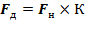 Fд = Fн × К